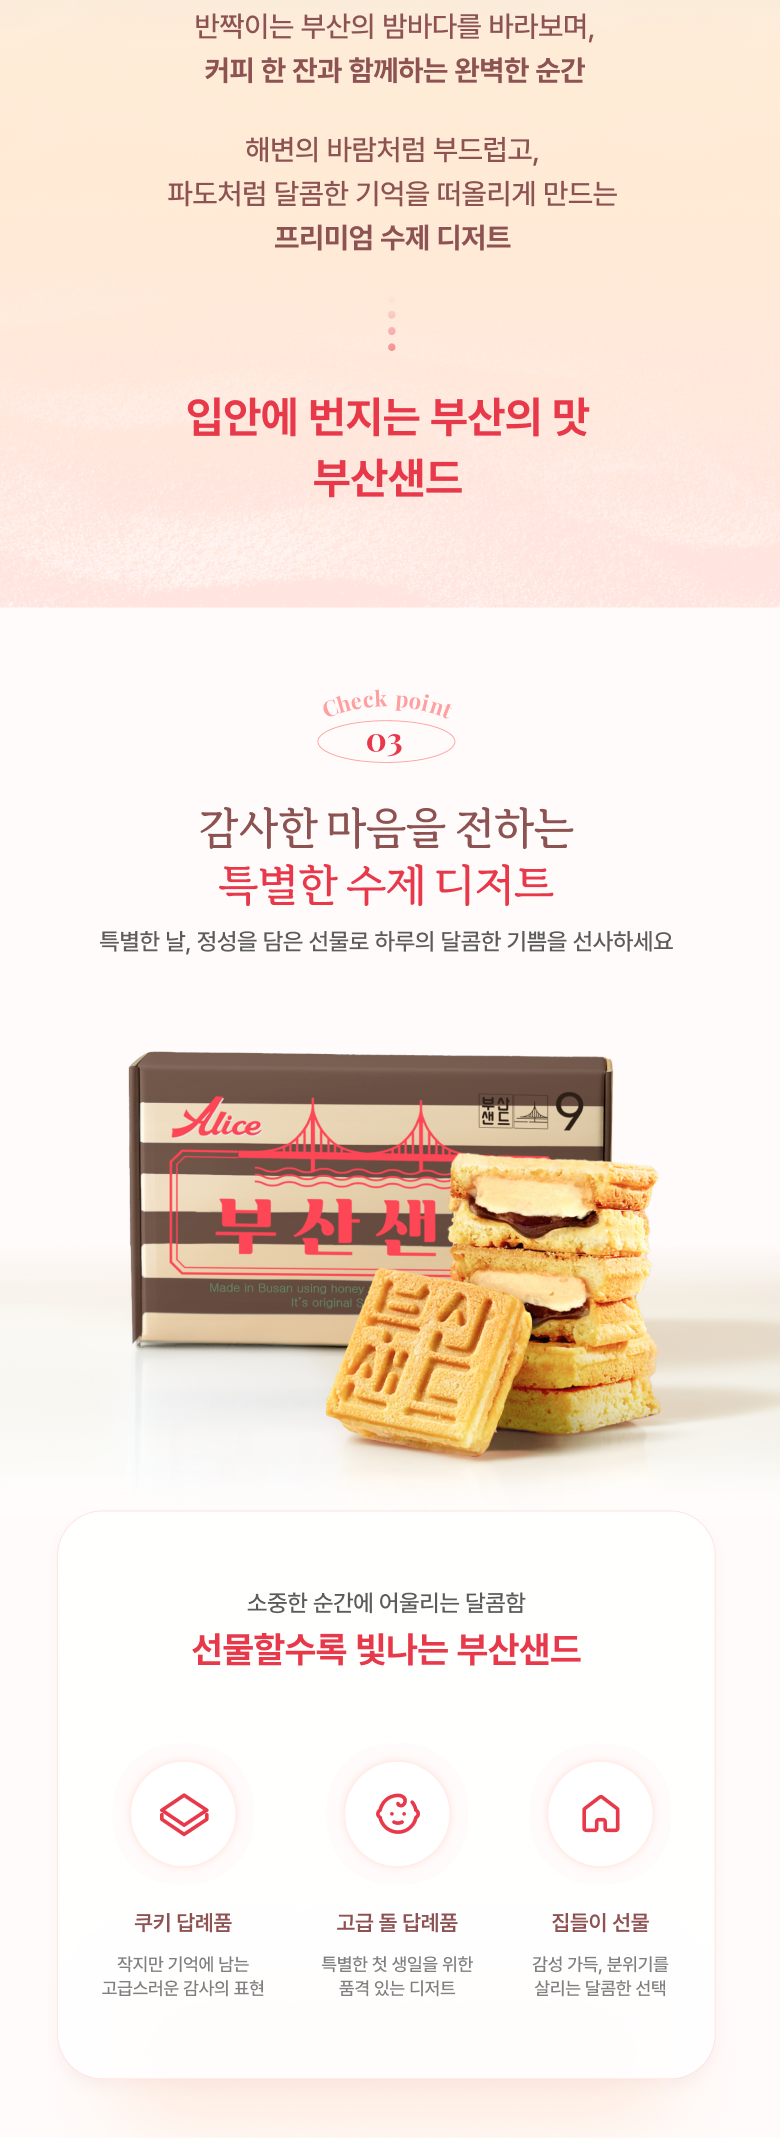 반짝이는 부산의 밤바다를 바라보며,
커피 한 잔과 함께하는 완벽한 순간
해변의 바람처럼 부드럽고,
파도처럼 달콤한 기억을 떠올리게 만드는
프리미엄 수제 디저트
입안에 번지는 부산의 맛
부산샌드
Check point
03
감사한 마음을 전하는
특별한 수제 디저트
특별한 날, 정성을 담은 선물로 하루의 달콤한 기쁨을 선사하세요
Alice
부산
샌드
9
부산샌
Made in Busan using honey
It's original S
부산
샌드
소중한 순간에 어울리는 달콤함
선물할수록 빛나는 부산샌드
쿠키 답례품
작지만 기억에 남는
고급스러운 감사의 표현
고급 돌 답례품
특별한 첫 생일을 위한
품격 있는 디저트
집들이 선물
감성 가득, 분위기를
살리는 달콤한 선택